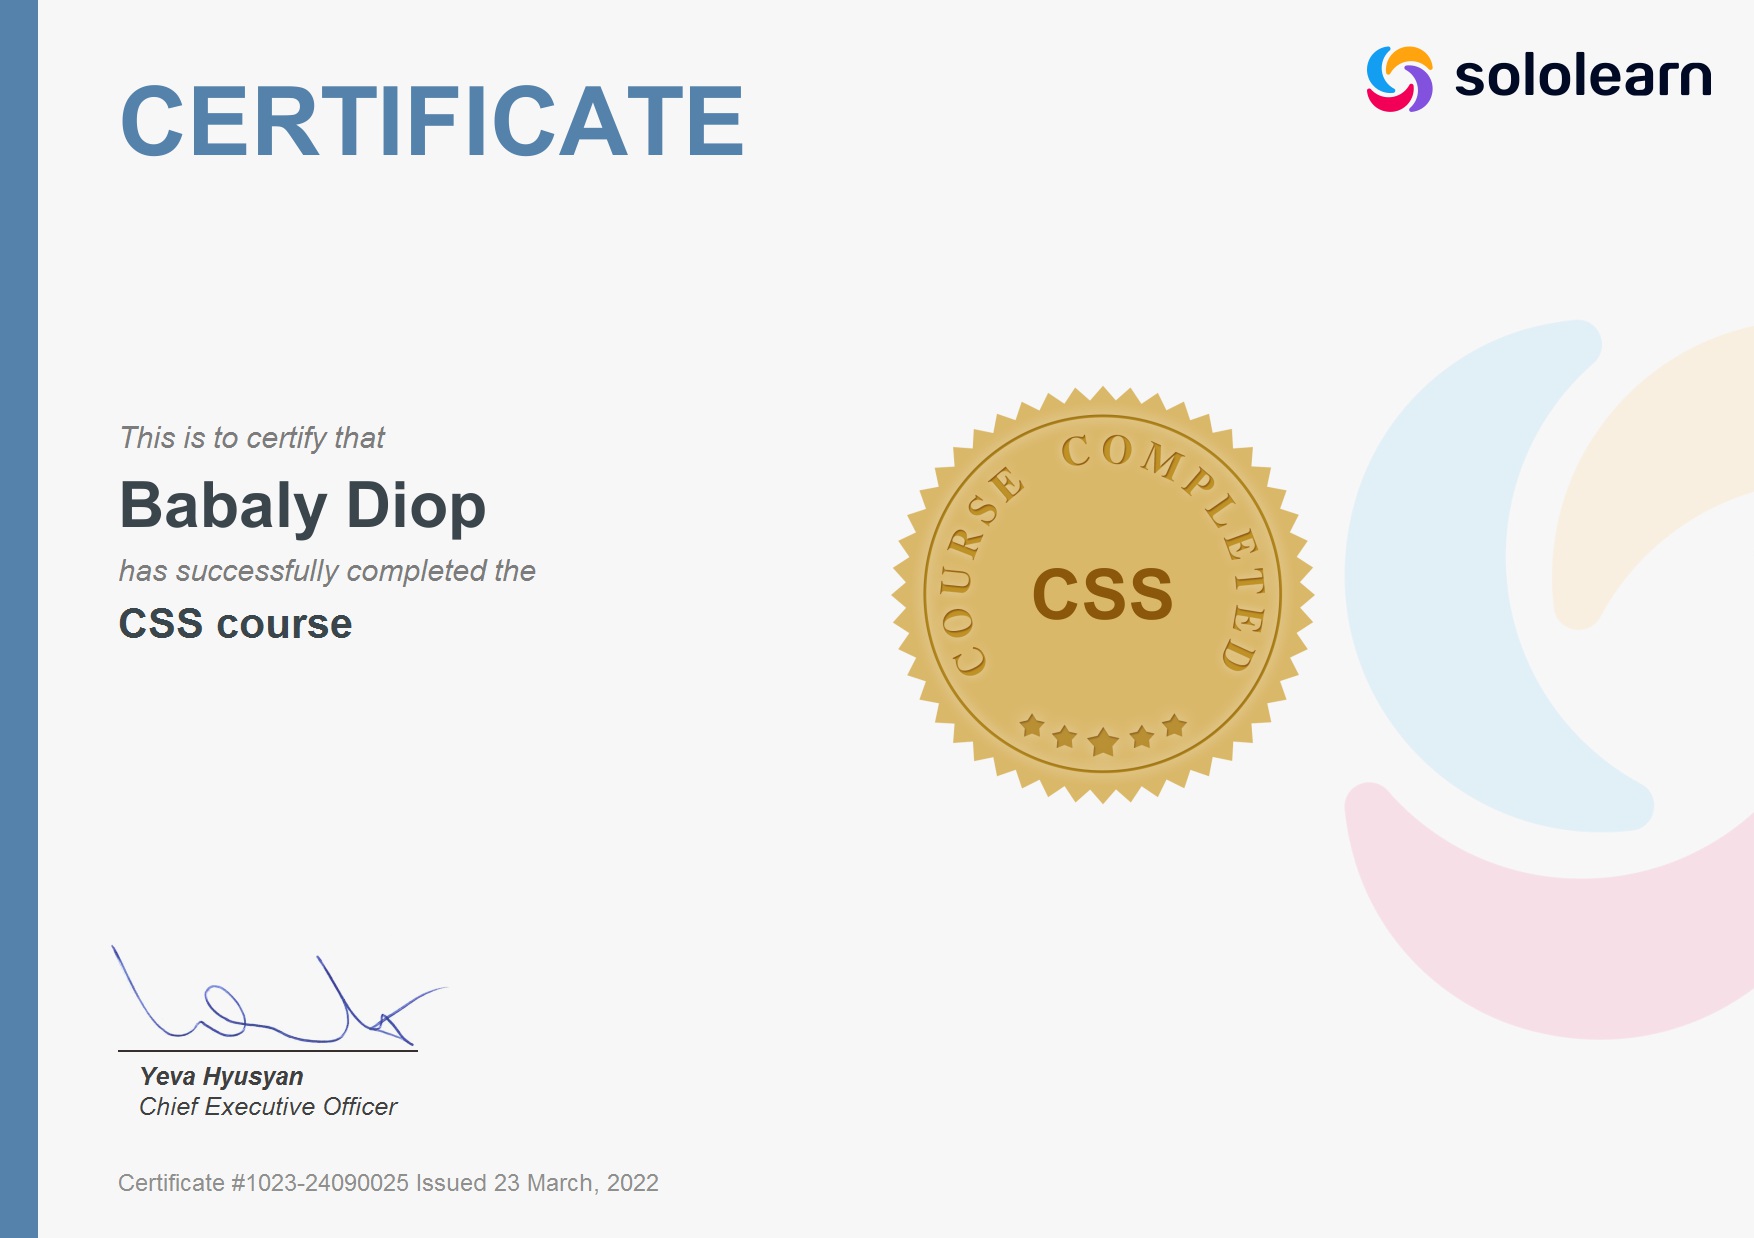 CERTIFICATE
sololearn
This is to certify that
Babaly Diop
has successfully completed the
CSS course
COURSE COMPLETED
CSS
Yeva Hyusyan
Chief Executive Officer
Certificate #1023-24090025 Issued 23 March, 2022